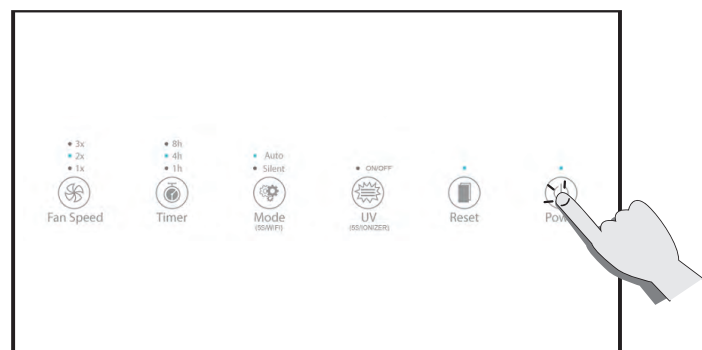 3x
2x
1x
Fan Speed
8h
4h
1h
Timer
Auto
Silent
Mode
(5S/WIFI)
ON/OFF
UV
(5S/IONIZER)
Reset